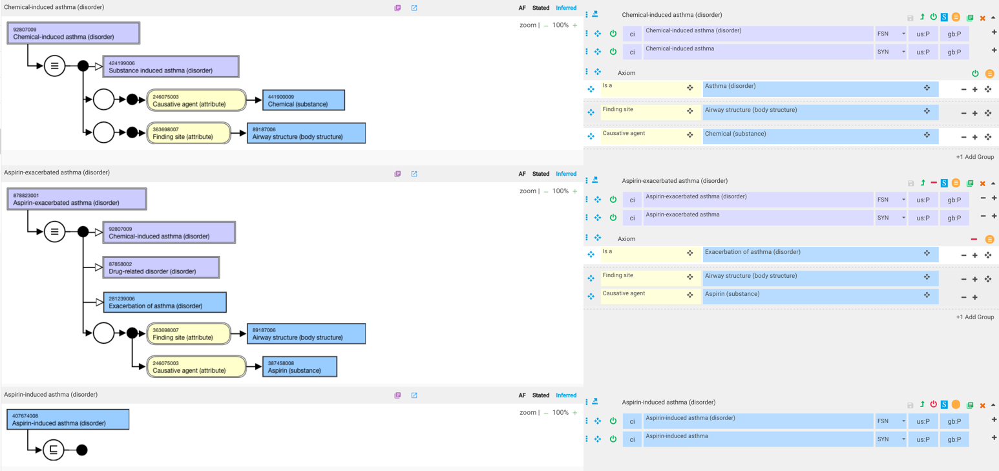 Chemical-induced asthma (disorder)
AF Stated Inferred
zoom | – 100% +
92807009
Chemical-induced asthma (disorder)
424199006
Substance induced asthma (disorder)
246075003
Causative agent (attribute)
441900009
Chemical (substance)
363698007
Finding site (attribute)
89187006
Airway structure (body structure)
Chemical-induced asthma (disorder)
S
ci Chemical-induced asthma (disorder) FSN us:P gb:P
ci Chemical-induced asthma SYN us:P gb:P
Axiom
Is a Asthma (disorder)
Finding site Airway structure (body structure)
Causative agent Chemical (substance)
+1 Add Group
Aspirin-exacerbated asthma (disorder)
AF Stated Inferred
zoom | – 100% +
878823001
Aspirin-exacerbated asthma (disorder)
92807009
Chemical-induced asthma (disorder)
87858002
Drug-related disorder (disorder)
281239006
Exacerbation of asthma (disorder)
363698007
Finding site (attribute)
89187006
Airway structure (body structure)
246075003
Causative agent (attribute)
387458008
Aspirin (substance)
Aspirin-exacerbated asthma (disorder)
S
ci Aspirin-exacerbated asthma (disorder) FSN us:P gb:P
ci Aspirin-exacerbated asthma SYN us:P gb:P
Axiom
Is a Exacerbation of asthma (disorder)
Finding site Airway structure (body structure)
Causative agent Aspirin (substance)
+1 Add Group
Aspirin-induced asthma (disorder)
AF Stated Inferred
zoom | – 100% +
407674008
Aspirin-induced asthma (disorder)
Aspirin-induced asthma (disorder)
S
ci Aspirin-induced asthma (disorder) FSN us:P gb:P
ci Aspirin-induced asthma SYN us:P gb:P